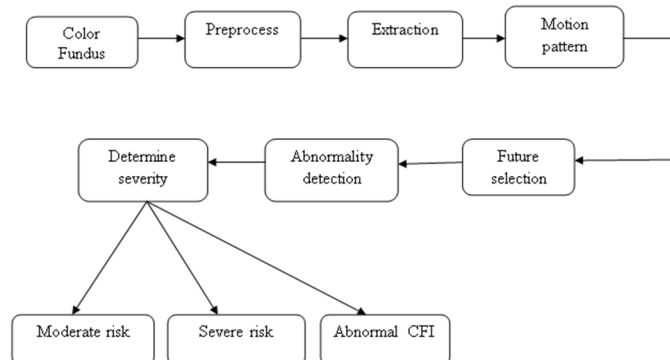 Color
Fundus
Preprocess
Extraction
Motion
pattern
Determine
severity
Abnormality
detection
Future
selection
Moderate risk
Severe risk
Abnormal CFI